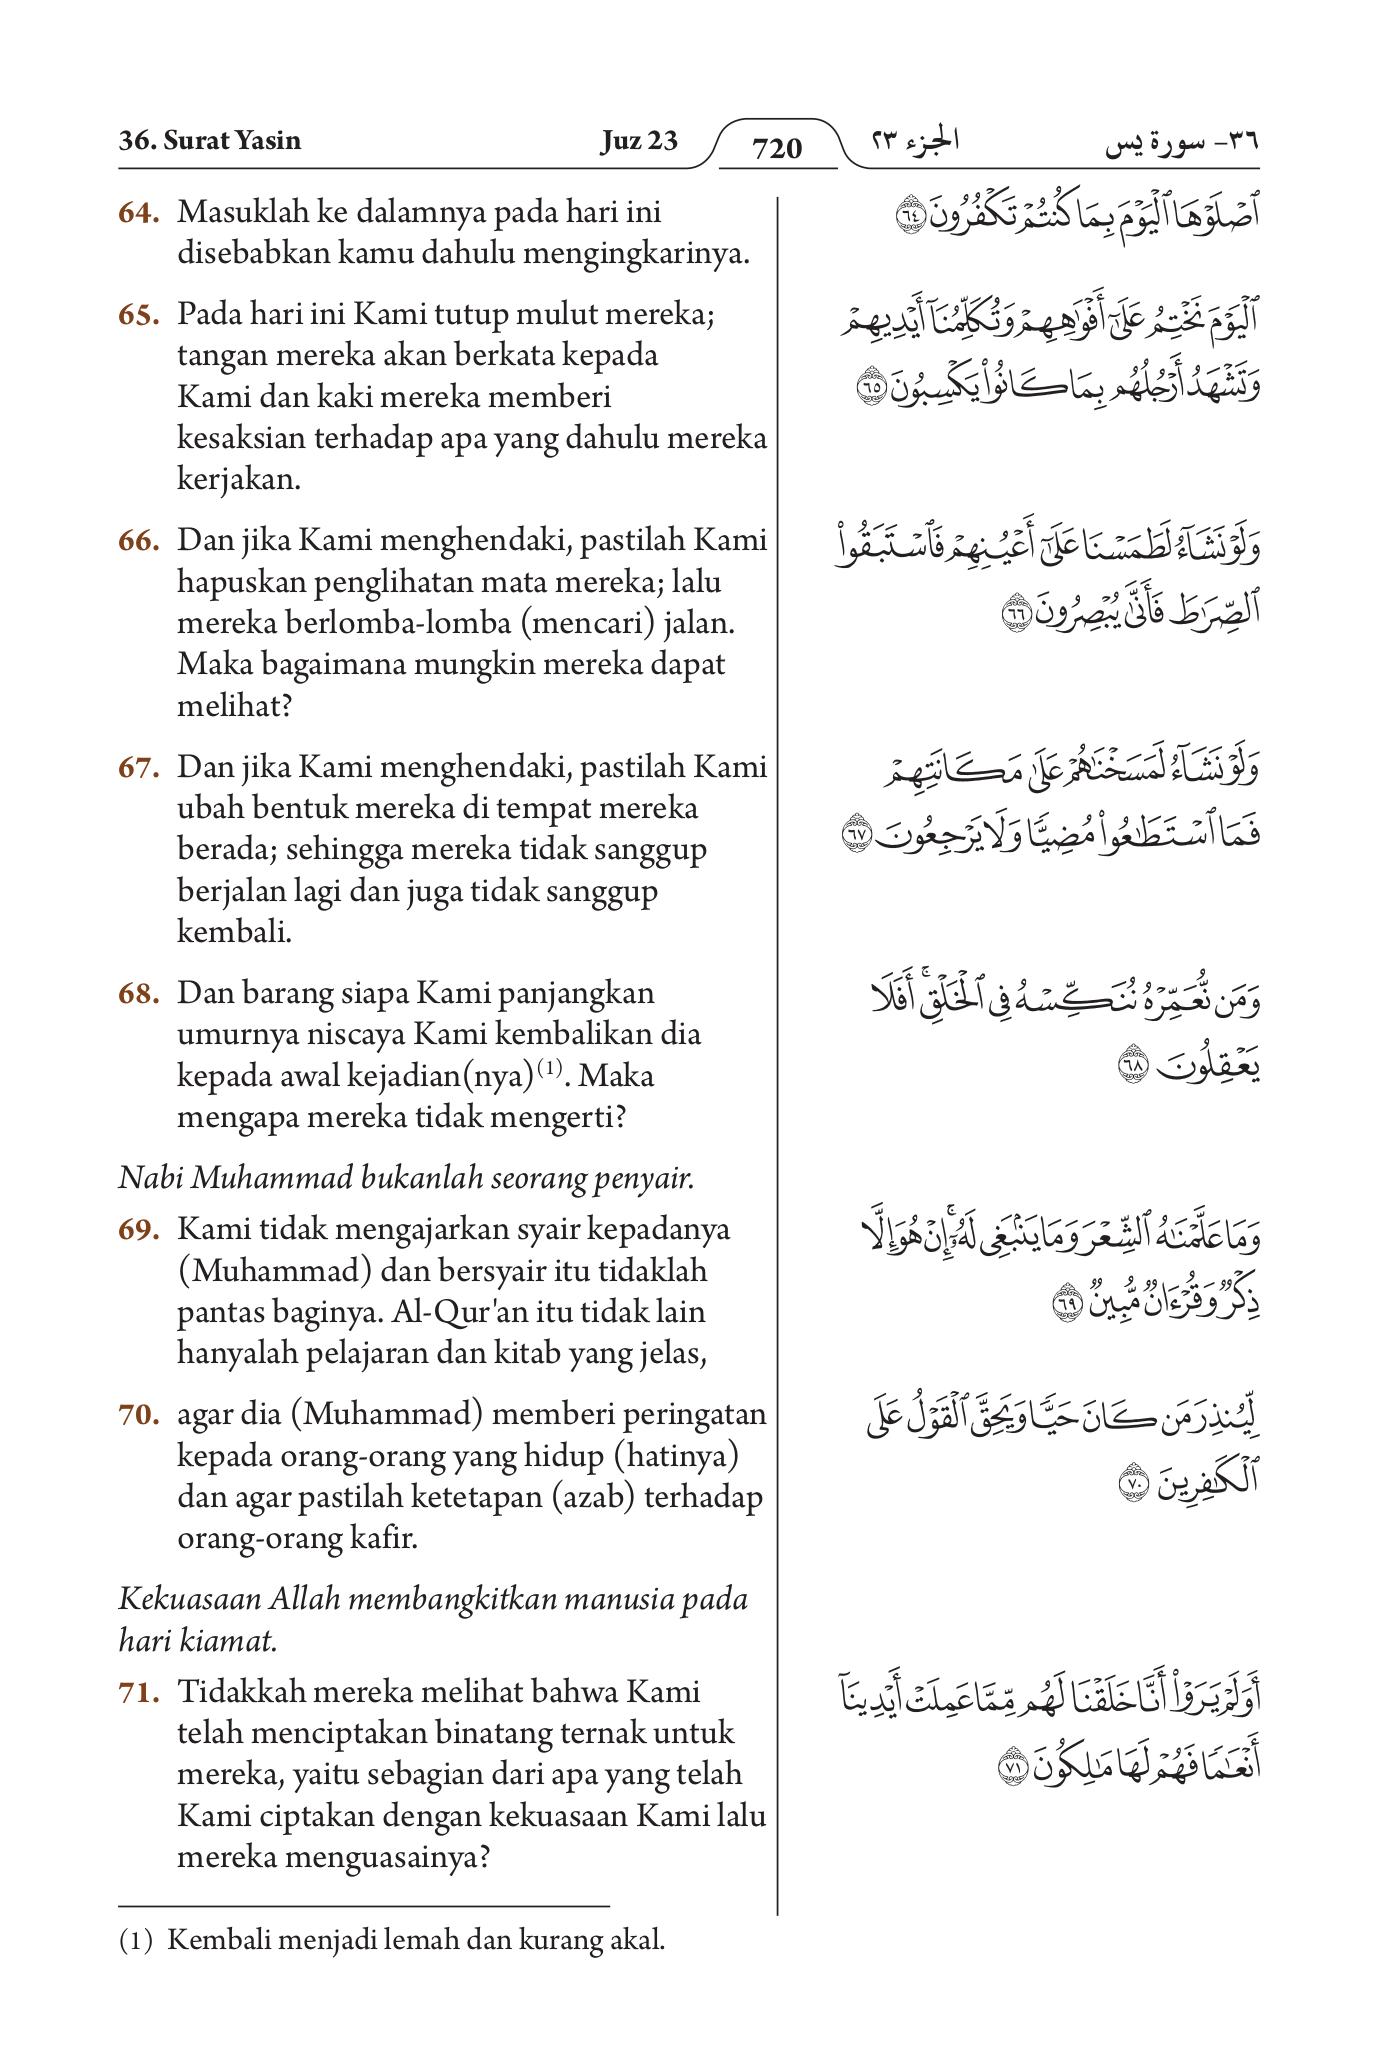 36. Surat Yasin
Juz 23
720
الجزء ٢٣
٣٦- سورة يس
64. Masuklah ke dalamnya pada hari ini
disebabkan kamu dahulu mengingkarinya.
65. Pada hari ini Kami tutup mulut mereka;
tangan mereka akan berkata kepada
Kami dan kaki mereka memberi
kesaksian terhadap apa yang dahulu mereka
kerjakan.
66. Dan jika Kami menghendaki, pastilah Kami
hapuskan penglihatan mata mereka; lalu
mereka berlomba-lomba (mencari) jalan.
Maka bagaimana mungkin mereka dapat
melihat?
67. Dan jika Kami menghendaki, pastilah Kami
ubah bentuk mereka di tempat mereka
berada; sehingga mereka tidak sanggup
berjalan lagi dan juga tidak sanggup
kembali.
68. Dan barang siapa Kami panjangkan
umurnya niscaya Kami kembalikan dia
kepada awal kejadian(nya)(1). Maka
mengapa mereka tidak mengerti?
Nabi Muhammad bukanlah seorang penyair.
69. Kami tidak mengajarkan syair kepadanya
(Muhammad) dan bersyair itu tidaklah
pantas baginya. Al-Qur'an itu tidak lain
hanyalah pelajaran dan kitab yang jelas,
70. agar dia (Muhammad) memberi peringatan
kepada orang-orang yang hidup (hatinya)
dan agar pastilah ketetapan (azab) terhadap
orang-orang kafir.
Kekuasaan Allah membangkitkan manusia pada
hari kiamat.
71. Tidakkah mereka melihat bahwa Kami
telah menciptakan binatang ternak untuk
mereka, yaitu sebagian dari apa yang telah
Kami ciptakan dengan kekuasaan Kami lalu
mereka menguasainya?
(1) Kembali menjadi lemah dan kurang akal.
ٱصۡلَوۡهَا ٱلۡيَوۡمَ بِمَا كُنتُمۡ تَكۡفُرُونَ ٦٤
ٱلۡيَوۡمَ نَخۡتِمُ عَلَىٰٓ أَفۡوَٰهِهِمۡ وَتُكَلِّمُنَآ أَيۡدِيهِمۡ
وَتَشۡهَدُ أَرۡجُلُهُم بِمَا كَانُواْ يَكۡسِبُونَ ٦٥
وَلَوۡ نَشَآءُ لَطَمَسۡنَا عَلَىٰٓ أَعۡيُنِهِمۡ فَٱسۡتَبَقُواْ
ٱلصِّرَٰطَ فَأَنَّىٰ يُبۡصِرُونَ ٦٦
وَلَوۡ نَشَآءُ لَمَسَخۡنَٰهُمۡ عَلَىٰ مَكَانَتِهِمۡ
فَمَا ٱسۡتَطَٰعُواْ مُضِيّٗا وَلَا يَرۡجِعُونَ ٦٧
وَمَن نُّعَمِّرۡهُ نُنَكِّسۡهُ فِي ٱلۡخَلۡقِۚ أَفَلَا
يَعۡقِلُونَ ٦٨
وَمَا عَلَّمۡنَٰهُ ٱلشِّعۡرَ وَمَا يَنۢبَغِي لَهُۥٓۚ إِنۡ هُوَ إِلَّا
ذِكۡرٞ وَقُرۡءَانٞ مُّبِينٞ ٦٩
لِّيُنذِرَ مَن كَانَ حَيّٗا وَيَحِقَّ ٱلۡقَوۡلُ عَلَى
ٱلۡكَٰفِرِينَ ٧٠
أَوَلَمۡ يَرَوۡاْ أَنَّا خَلَقۡنَا لَهُم مِّمَّا عَمِلَتۡ أَيۡدِينَآ
أَنۡعَٰمٗا فَهُمۡ لَهَا مَٰلِكُونَ ٧١